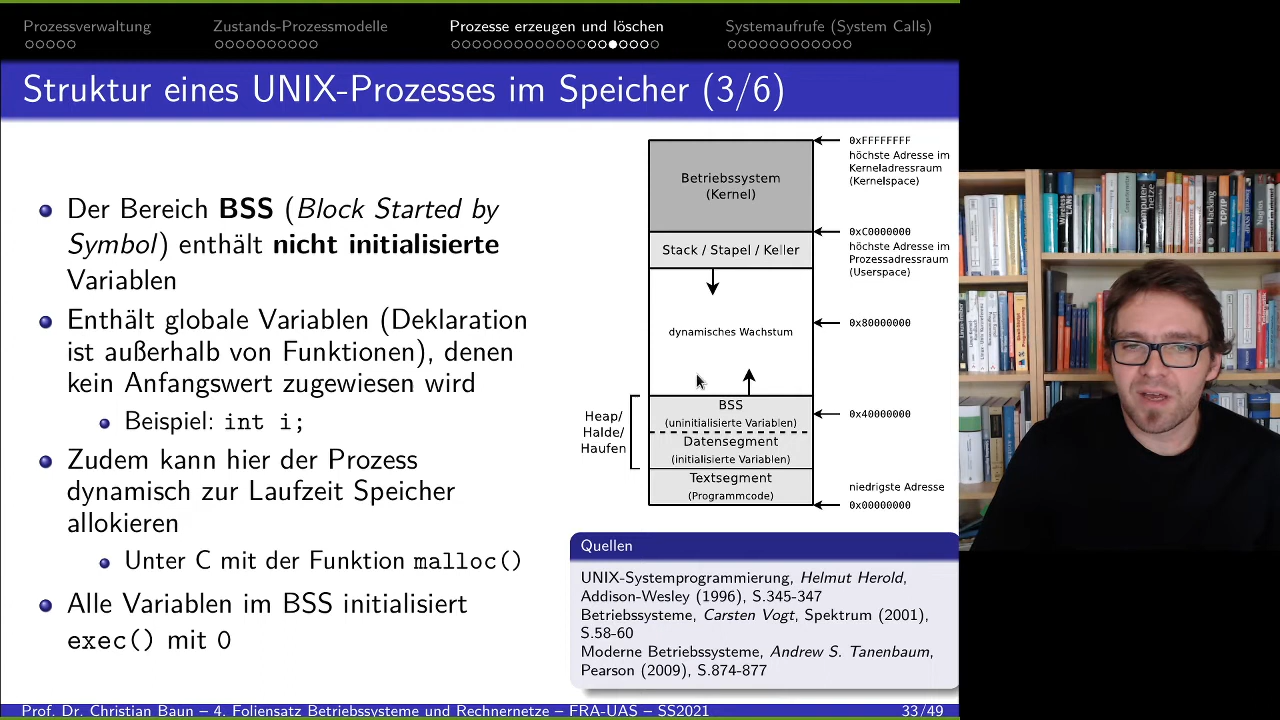 Prozessverwaltung
Zustands-Prozessmodelle
Prozesse erzeugen und löschen
Systemaufrufe (System Calls)
Struktur eines UNIX-Prozesses im Speicher (3/6)
Der Bereich BSS (Block Started by
Symbol) enthält nicht initialisierte
Variablen
Enthält globale Variablen (Deklaration
ist außerhalb von Funktionen), denen
kein Anfangswert zugewiesen wird
Beispiel: int i;
Zudem kann hier der Prozess
dynamisch zur Laufzeit Speicher
allokieren
Unter C mit der Funktion malloc()
Alle Variablen im BSS initialisiert
exec() mit 0
Betriebssystem
(Kernel)
Stack / Stapel / Keller
dynamisches Wachstum
Heap/
Halde/
Haufen
BSS
(uninitialisierte Variablen)
Datensegment
(initialisierte Variablen)
Textsegment
(Programmcode)
0xFFFFFFFF
höchste Adresse im
Kerneladressraum
(Kernelspace)
0xC0000000
höchste Adresse im
Prozessadressraum
(Userspace)
0x80000000
0x40000000
niedrigste Adresse
0x00000000
Quellen
UNIX-Systemprogrammierung, Helmut Herold,
Addison-Wesley (1996), S.345-347
Betriebssysteme, Carsten Vogt, Spektrum (2001),
S.58-60
Moderne Betriebssysteme, Andrew S. Tanenbaum,
Pearson (2009), S.874-877
Prof. Dr. Christian Baun – 4. Foliensatz Betriebssysteme und Rechnernetze – FRA-UAS – SS2021
33/49
Wireless
LANs
Computer-
netze
Hacking
TCP/IP